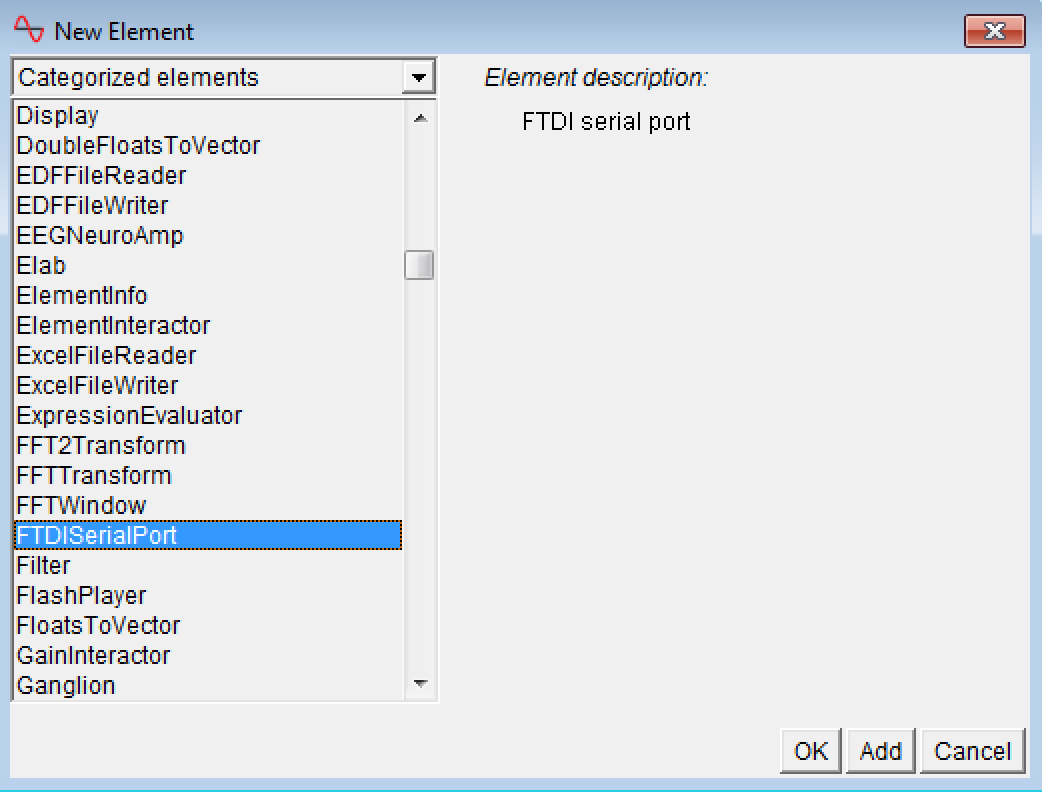 New Element
Categorized elements
Element description:
FTDI serial port
Display
DoubleFloatsToVector
EDFFileReader
EDFFileWriter
EEGNeuroAmp
Elab
ElementInfo
ElementInteractor
ExcelFileReader
ExcelFileWriter
ExpressionEvaluator
FFT2Transform
FFTTransform
FFTWindow
FTDISerialPort
Filter
FlashPlayer
FloatsToVector
GainInteractor
Ganglion
OK Add Cancel